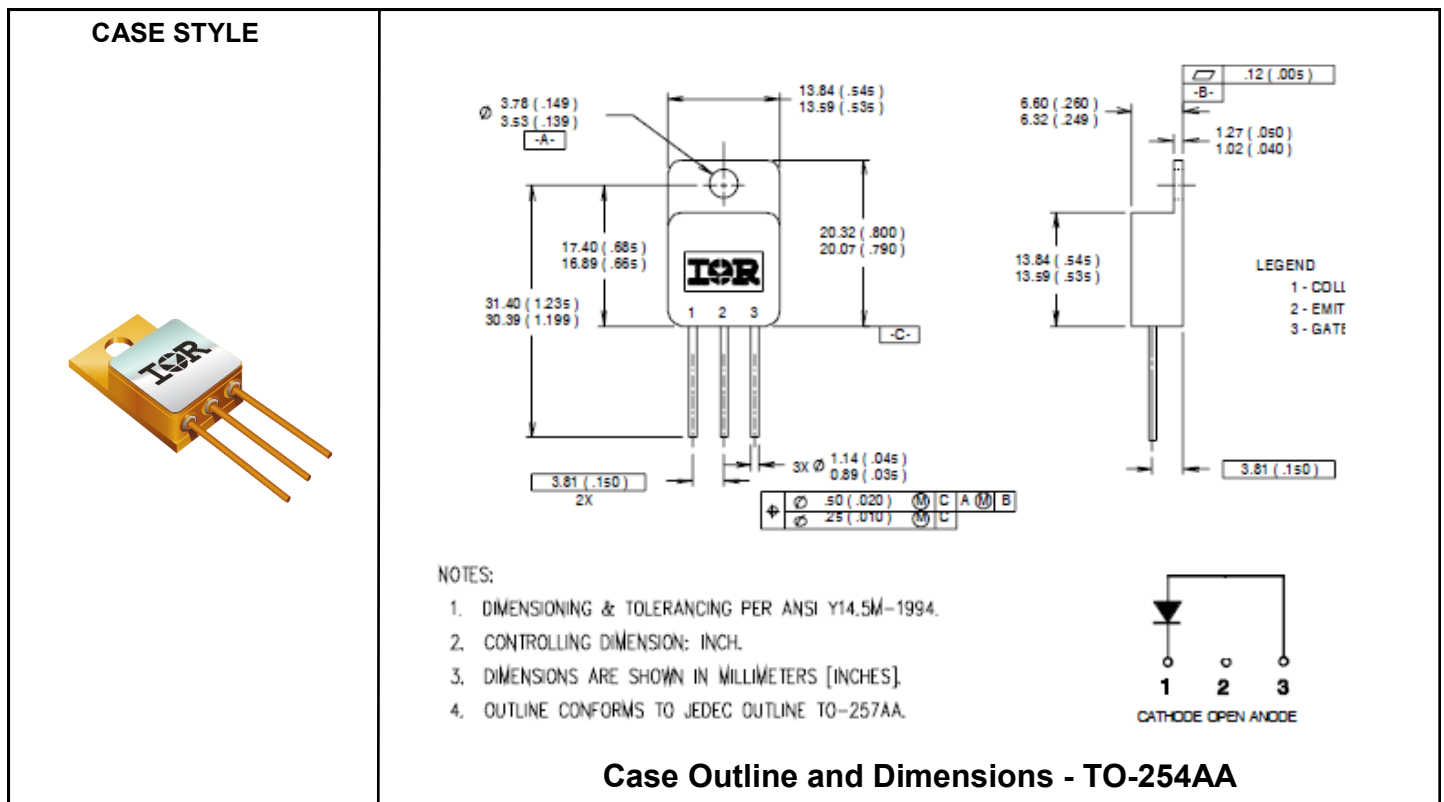 CASE STYLE
Ø 3.78 ( .149 )
3.53 ( .139 )
-A-
13.84 ( .545 )
13.59 ( .535 )
6.60 ( .260 )
6.32 ( .249 )
.12 ( .005 )
-B-
1.27 ( .050 )
1.02 ( .040 )
17.40 ( .685 )
16.89 ( .665 )
20.32 ( .800 )
20.07 ( .790 )
13.84 ( .545 )
13.59 ( .535 )
LEGEND
1 - COLL
2 - EMIT
3 - GATE
31.40 ( 1.235 )
30.39 ( 1.199 )
IOR
1 2 3
-C-
IOR
3X Ø 1.14 ( .045 )
0.89 ( .035 )
3.81 ( .150 )
2X
3.81 ( .150 )
⌖ Ø .50 ( .020 ) Ⓜ C A Ⓜ B
Ø .25 ( .010 ) Ⓜ C
NOTES:
1. DIMENSIONING & TOLERANCING PER ANSI Y14.5M-1994.
2. CONTROLLING DIMENSION: INCH.
3. DIMENSIONS ARE SHOWN IN MILLIMETERS [INCHES].
4. OUTLINE CONFORMS TO JEDEC OUTLINE TO-257AA.
1 2 3
CATHODE OPEN ANODE
Case Outline and Dimensions - TO-254AA